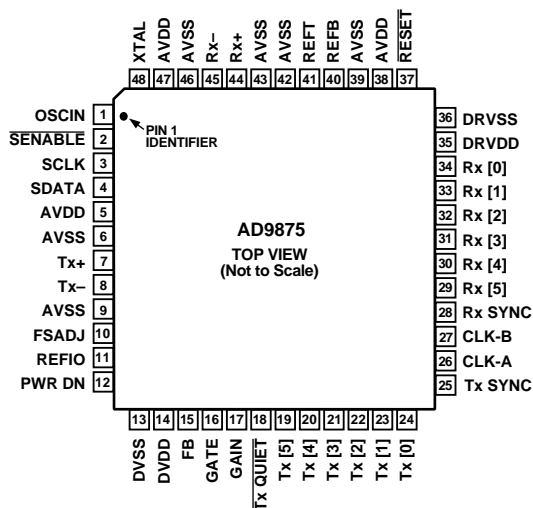 XTAL
AVDD
AVSS
Rx–
Rx+
AVSS
AVSS
REFT
REFB
AVSS
AVDD
RESET
48 47 46 45 44 43 42 41 40 39 38 37
OSCIN 1
SENABLE 2
SCLK 3
SDATA 4
AVDD 5
AVSS 6
Tx+ 7
Tx– 8
AVSS 9
FSADJ 10
REFIO 11
PWR DN 12
PIN 1
IDENTIFIER
AD9875
TOP VIEW
(Not to Scale)
36 DRVSS
35 DRVDD
34 Rx [0]
33 Rx [1]
32 Rx [2]
31 Rx [3]
30 Rx [4]
29 Rx [5]
28 Rx SYNC
27 CLK-B
26 CLK-A
25 Tx SYNC
13 14 15 16 17 18 19 20 21 22 23 24
DVSS
DVDD
FB
GATE
GAIN
Tx QUIET
Tx [5]
Tx [4]
Tx [3]
Tx [2]
Tx [1]
Tx [0]